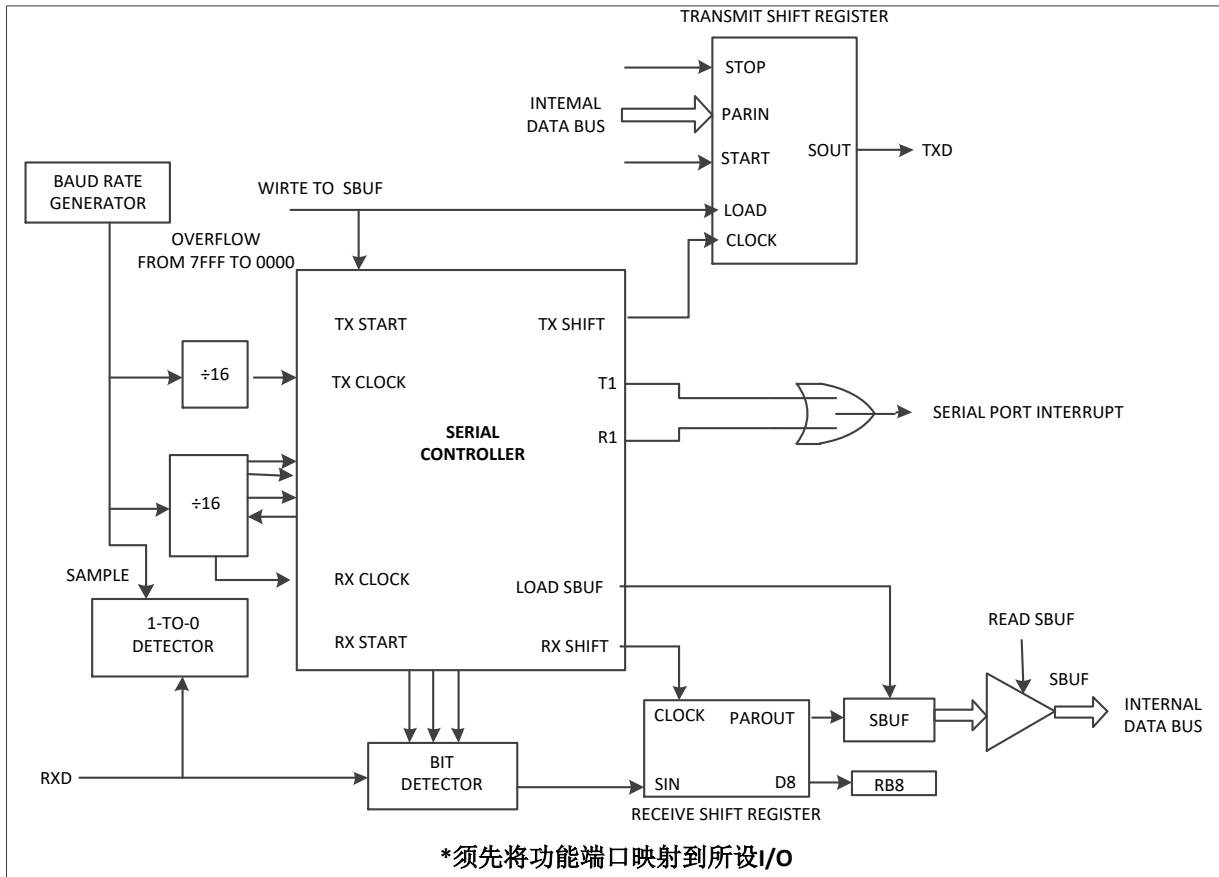 TRANSMIT SHIFT REGISTER
STOP
INTEMAL
DATA BUS
PARIN
START
SOUT
TXD
BAUD RATE
GENERATOR
WIRTE TO SBUF
LOAD
CLOCK
OVERFLOW
FROM 7FFF TO 0000
TX START
TX SHIFT
÷16
TX CLOCK
T1
SERIAL PORT INTERRUPT
R1
SERIAL
CONTROLLER
÷16
SAMPLE
RX CLOCK
LOAD SBUF
1-TO-0
DETECTOR
RX START
RX SHIFT
READ SBUF
SBUF
CLOCK
PAROUT
SBUF
INTERNAL
DATA BUS
RXD
BIT
DETECTOR
SIN
D8
RB8
RECEIVE SHIFT REGISTER
*须先将功能端口映射到所设I/O